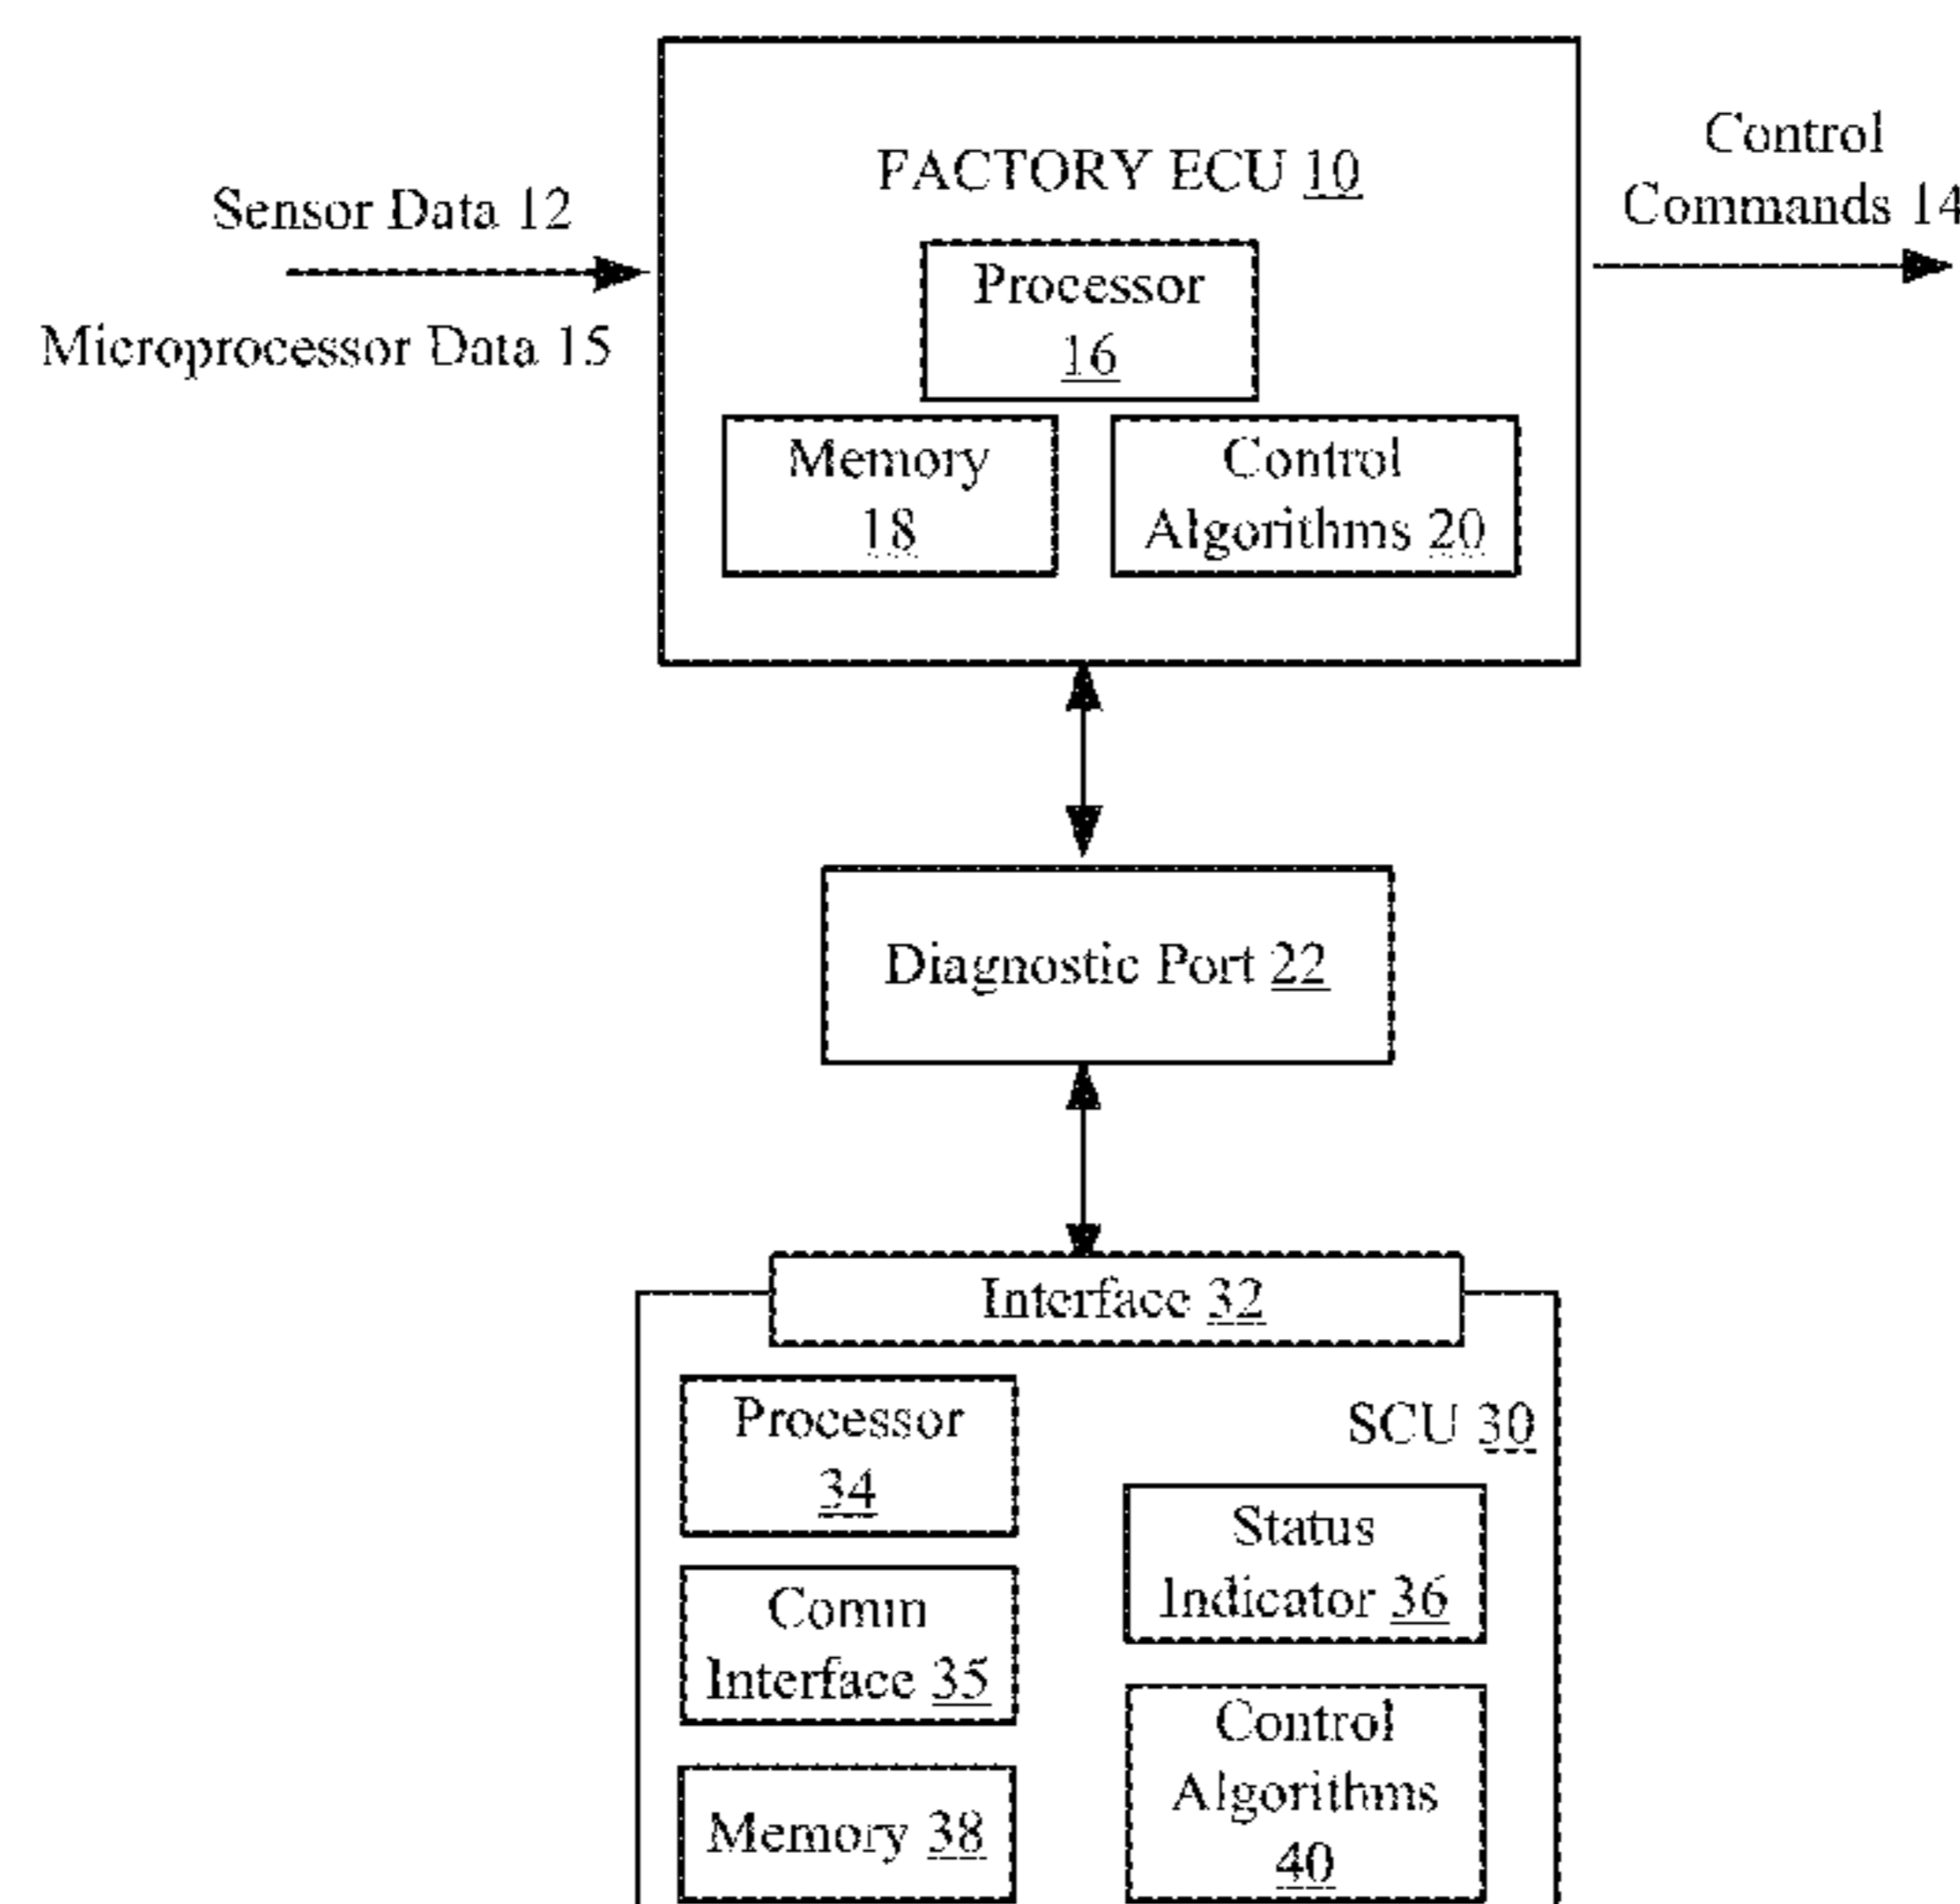 Sensor Data 12
Microprocessor Data 15
FACTORY ECU 10
Processor
16
Memory
18
Control
Algorithms 20
Control
Commands 14
Diagnostic Port 22
Interface 32
SCU 30
Processor
34
Comm
Interface 35
Memory 38
Status
Indicator 36
Control
Algorithms
40